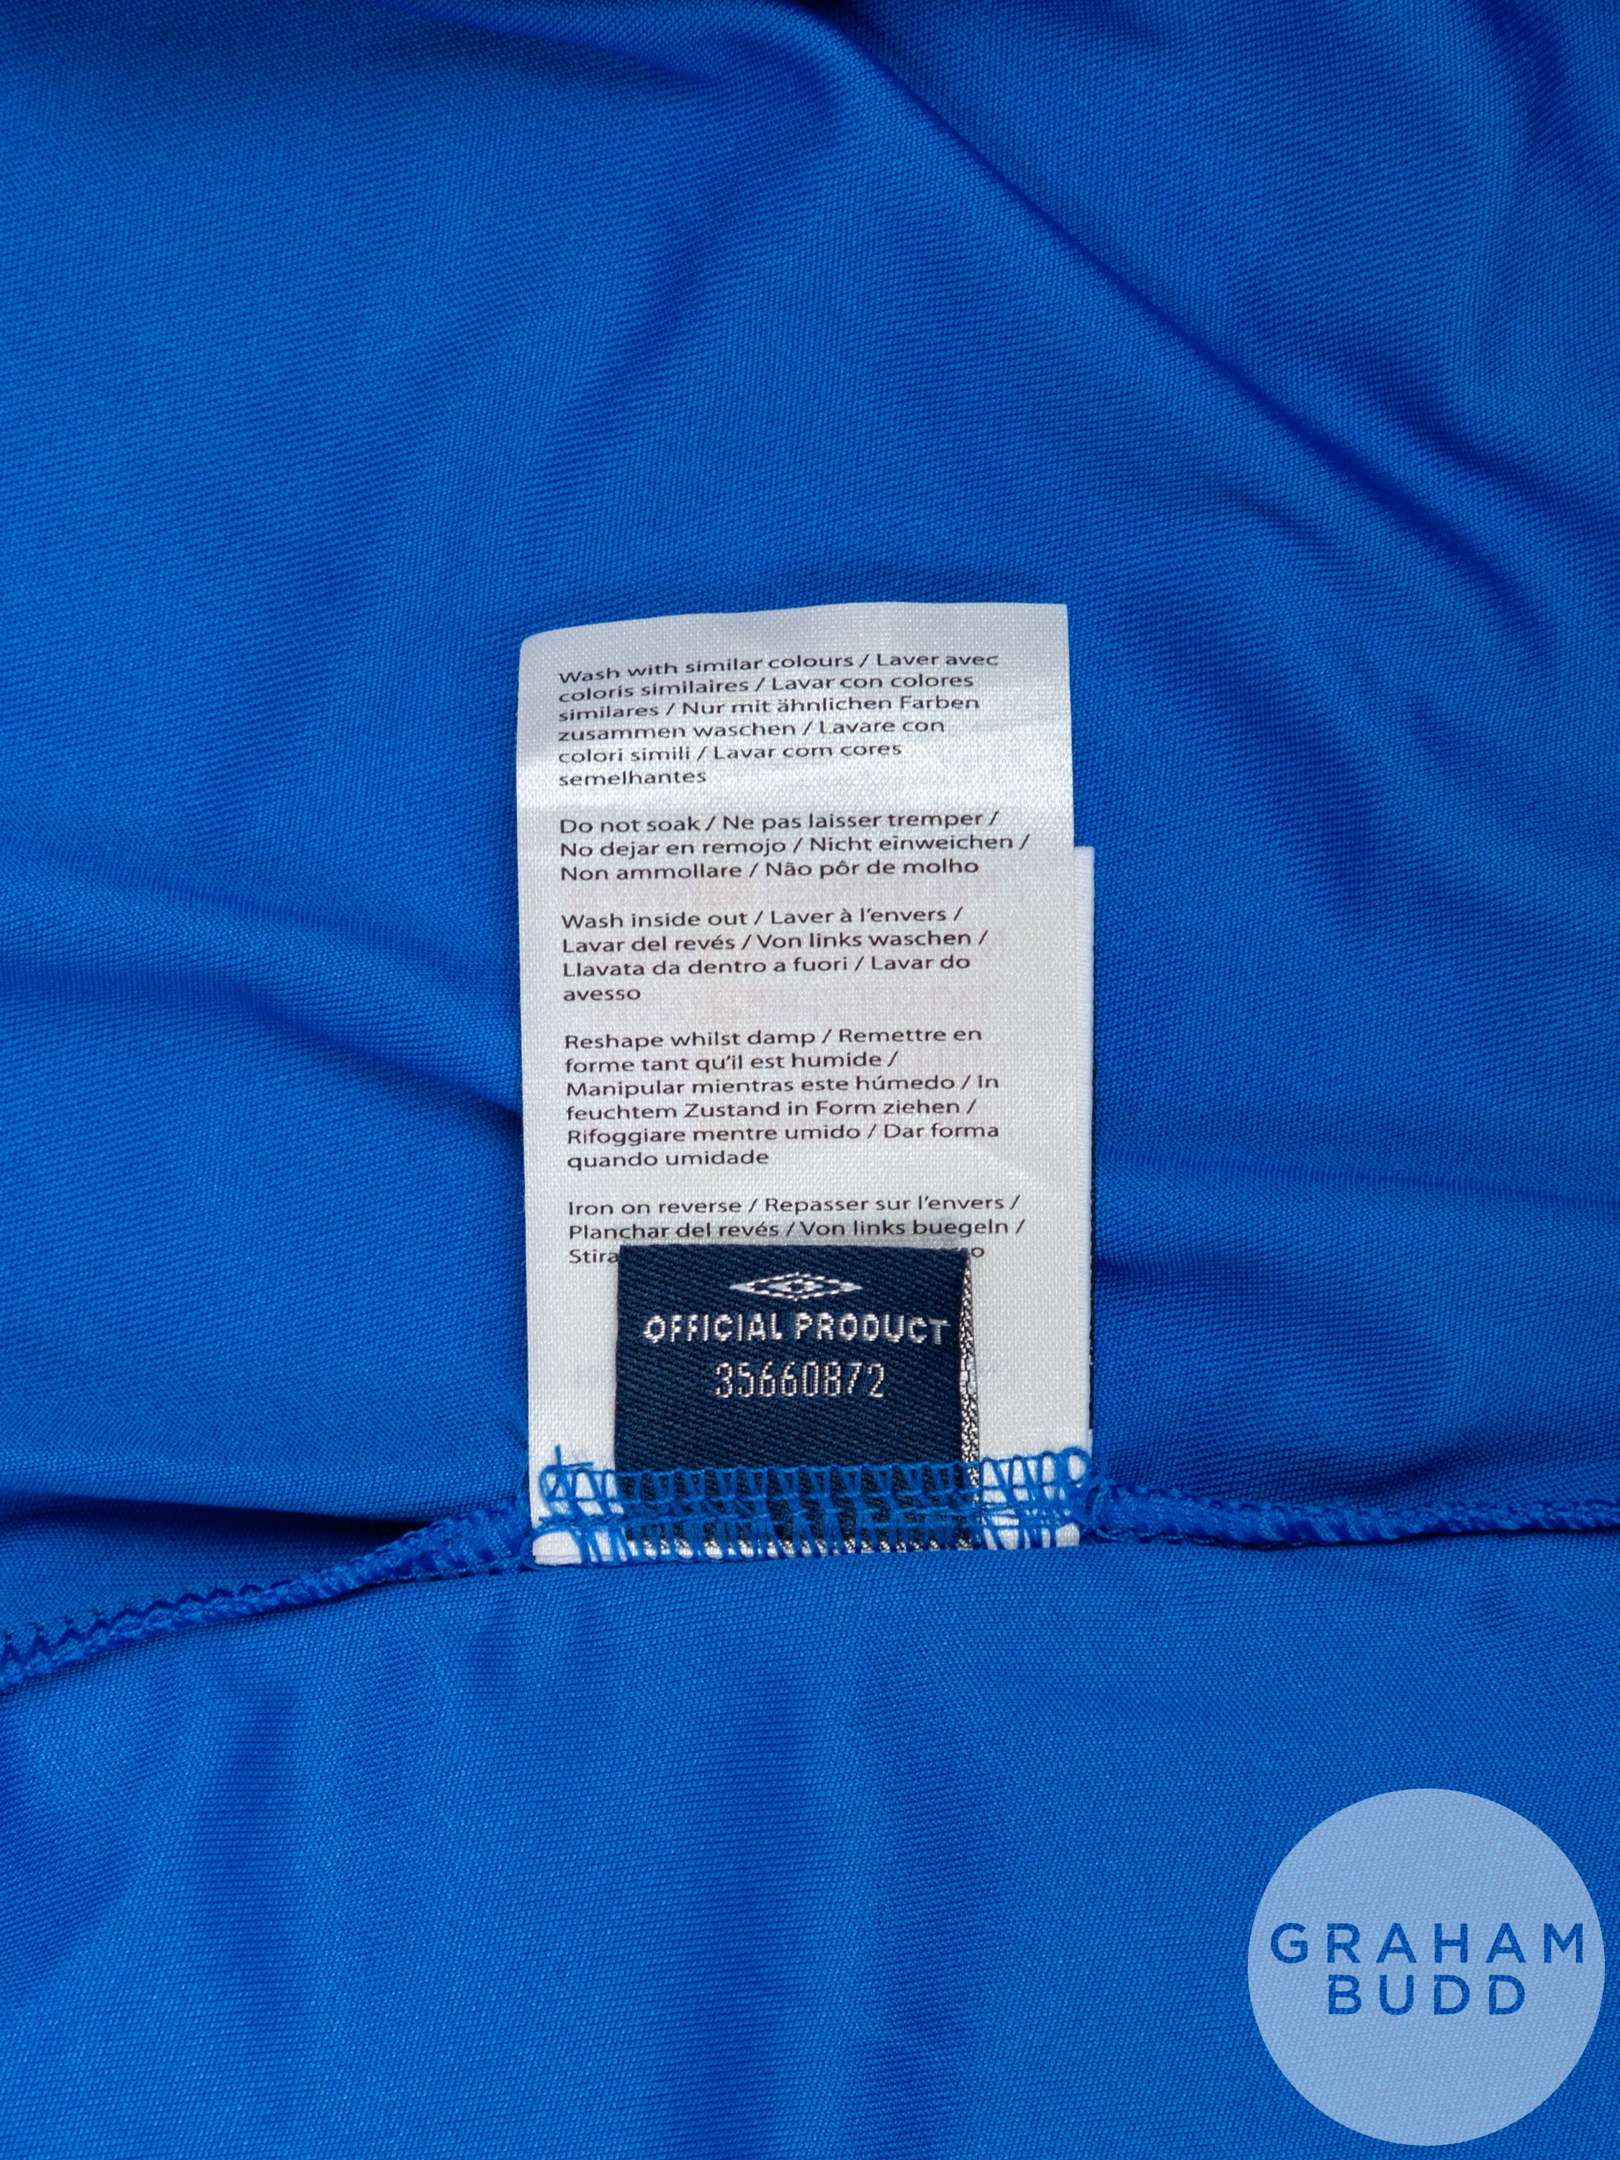 Wash with similar colours / Laver avec
coloris similaires / Lavar con colores
similares / Nur mit ähnlichen Farben
zusammen waschen / Lavare con
colori simili / Lavar com cores
semelhantes
Do not soak / Ne pas laisser tremper /
No dejar en remojo / Nicht einweichen /
Non ammollare / Não pôr de molho
Wash inside out / Laver à l'envers /
Lavar del revés / Von links waschen /
Llavata da dentro a fuori / Lavar do
avesso
Reshape whilst damp / Remettre en
forme tant qu'il est humide /
Manipular mientras este húmedo / In
feuchtem Zustand in Form ziehen /
Rifoggiare mentre umido / Dar forma
quando umidade
Iron on reverse / Repasser sur l'envers /
Planchar del revés / Von links buegeln /
OFFICIAL PRODUCT
35660872
GRAHAM
BUDD